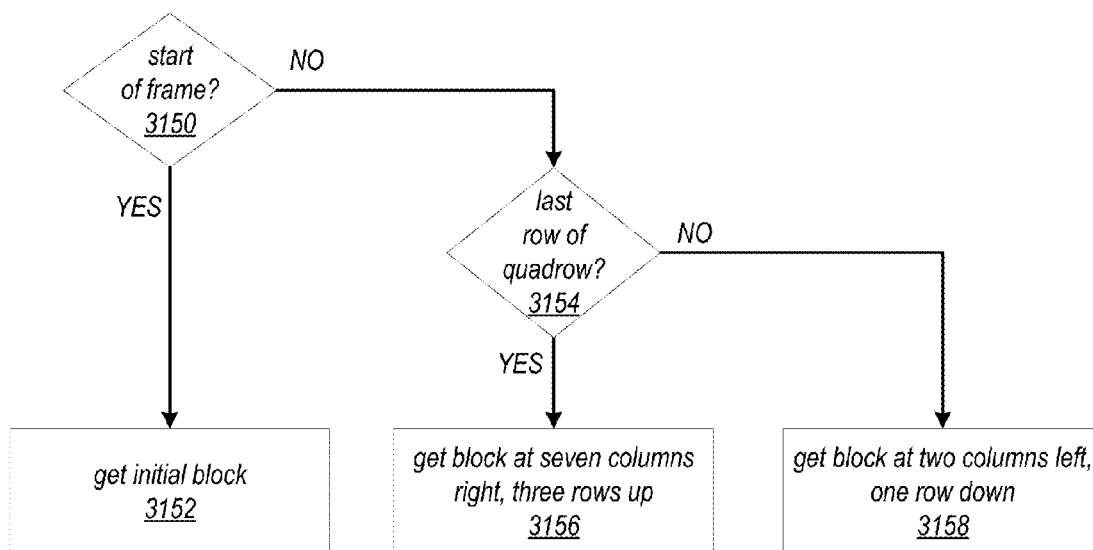 start
of frame?
3150
NO
YES
last
row of
quadrow?
3154
NO
YES
get initial block
3152
get block at seven columns
right, three rows up
3156
get block at two columns left,
one row down
3158